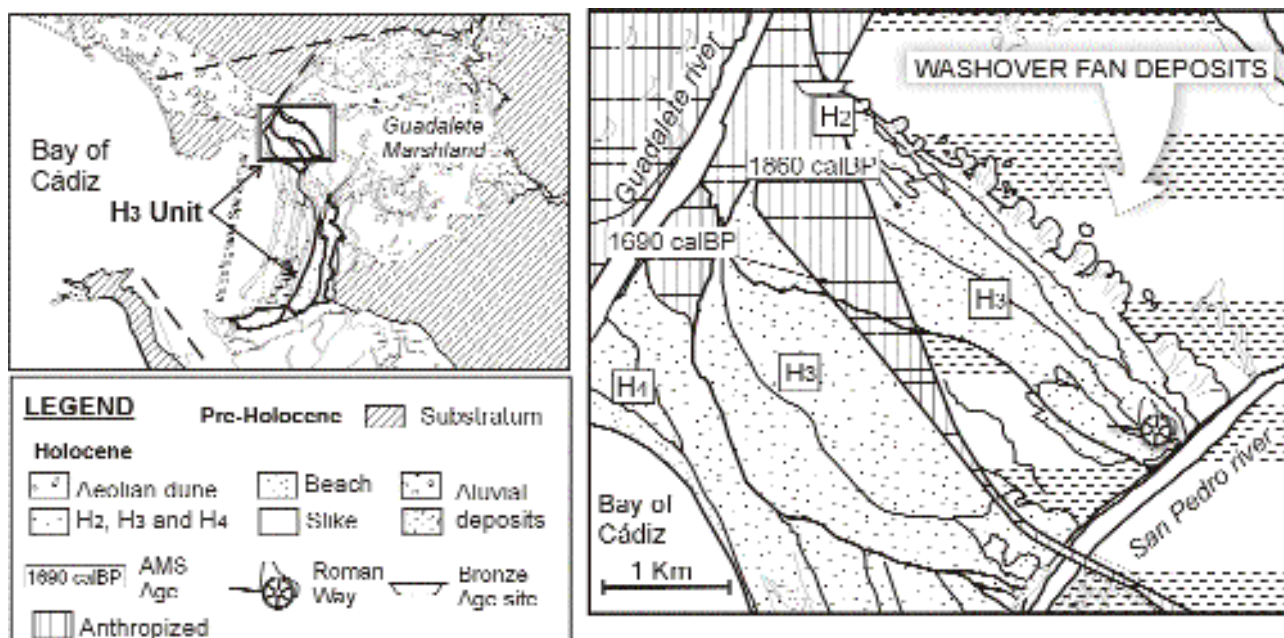 Bay of
Cádiz
Guadalete
Marshland
H3 Unit
LEGEND
Pre-Holocene
Substratum
Holocene
Aeolian dune
Beach
Aluvial
deposits
H2, H3 and H4
Slike
1690 calBP
AMS
Age
Roman
Way
Bronze
Age site
Anthropized
Guadalete river
WASHOVER FAN DEPOSITS
H2
1860 calBP
1690 calBP
H3
H3
H4
Bay of
Cádiz
1 Km
San Pedro river